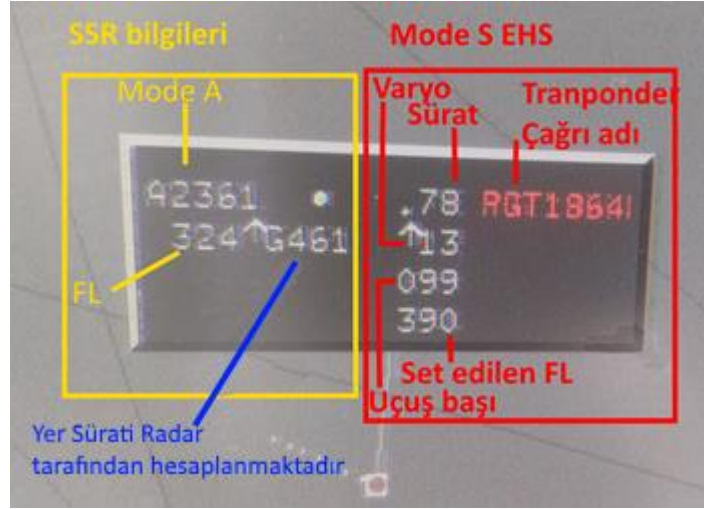 SSR bilgileri
Mode S EHS
Mode A
Varyo
Sürat
Tranponder
Çağrı adı
A2361
.78
324↑G461
↑13
099
390
FL
Set edilen FL
Uçuş başı
Yer Sürati Radar
tarafından hesaplanmaktadır